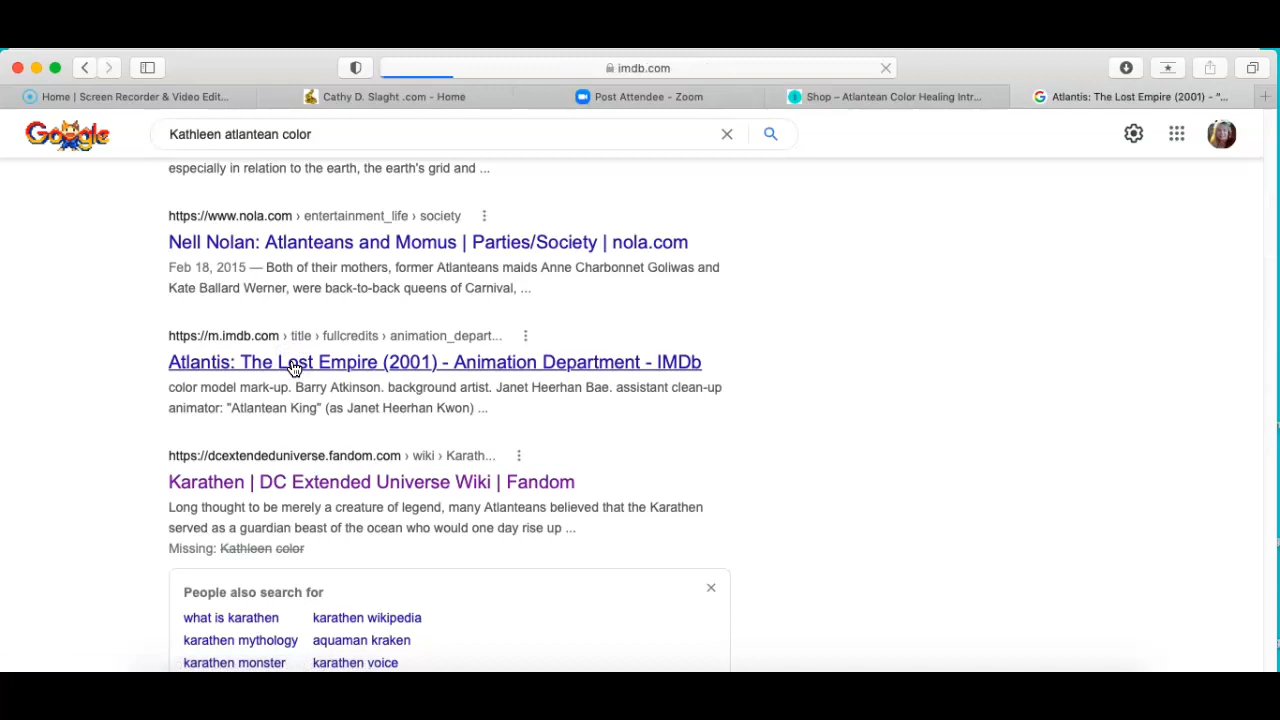 imdb.com
Home | Screen Recorder & Video Edit...
Cathy D. Slaght .com - Home
Post Attendee - Zoom
Shop – Atlantean Color Healing Intr...
Atlantis: The Lost Empire (2001) - “...
Google
Kathleen atlantean color
especially in relation to the earth, the earth's grid and ...
https://www.nola.com › entertainment_life › society
Nell Nolan: Atlanteans and Momus | Parties/Society | nola.com
Feb 18, 2015 — Both of their mothers, former Atlanteans maids Anne Charbonnet Goliwas and
Kate Ballard Werner, were back-to-back queens of Carnival, ...
https://m.imdb.com › title › fullcredits › animation_depart...
Atlantis: The Lost Empire (2001) - Animation Department - IMDb
color model mark-up. Barry Atkinson. background artist. Janet Heerhan Bae. assistant clean-up
animator: "Atlantean King" (as Janet Heerhan Kwon) ...
https://dcextendeduniverse.fandom.com › wiki › Karath...
Karathen | DC Extended Universe Wiki | Fandom
Long thought to be merely a creature of legend, many Atlanteans believed that the Karathen
served as a guardian beast of the ocean who would one day rise up ...
Missing: Kathleen color
People also search for
what is karathen karathen wikipedia
karathen mythology aquaman kraken
karathen monster karathen voice